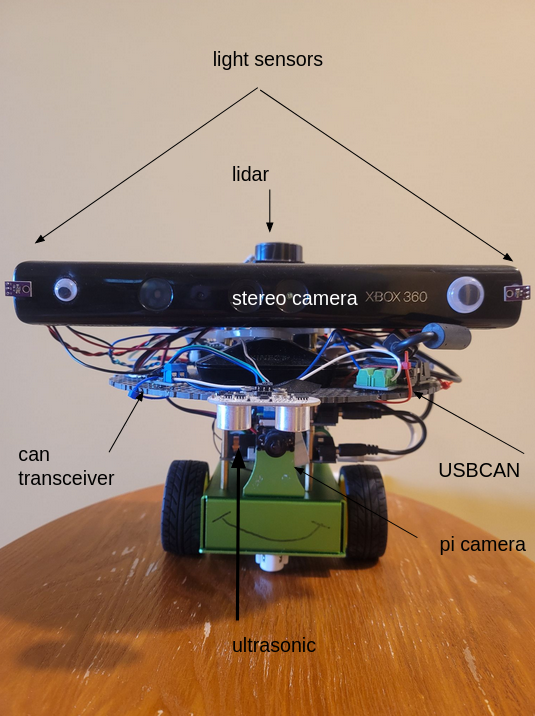 light sensors
lidar
stereo camera XBOX 360
can
transceiver
USBCAN
pi camera
ultrasonic